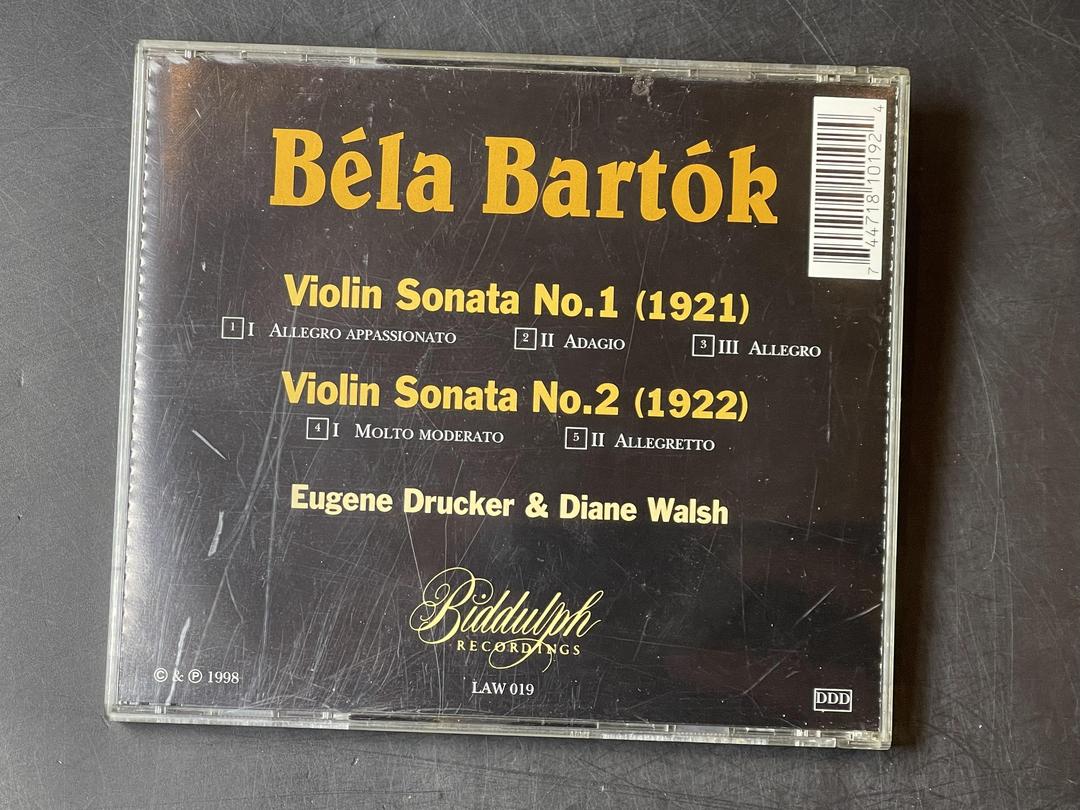 Béla Bartók
7 44718 10192 4
Violin Sonata No.1 (1921)
1 I ALLEGRO APPASSIONATO 2 II ADAGIO 3 III ALLEGRO
Violin Sonata No.2 (1922)
4 I MOLTO MODERATO 5 II ALLEGRETTO
Eugene Drucker & Diane Walsh
Biddulph
RECORDINGS
© & ℗ 1998
LAW 019
DDD